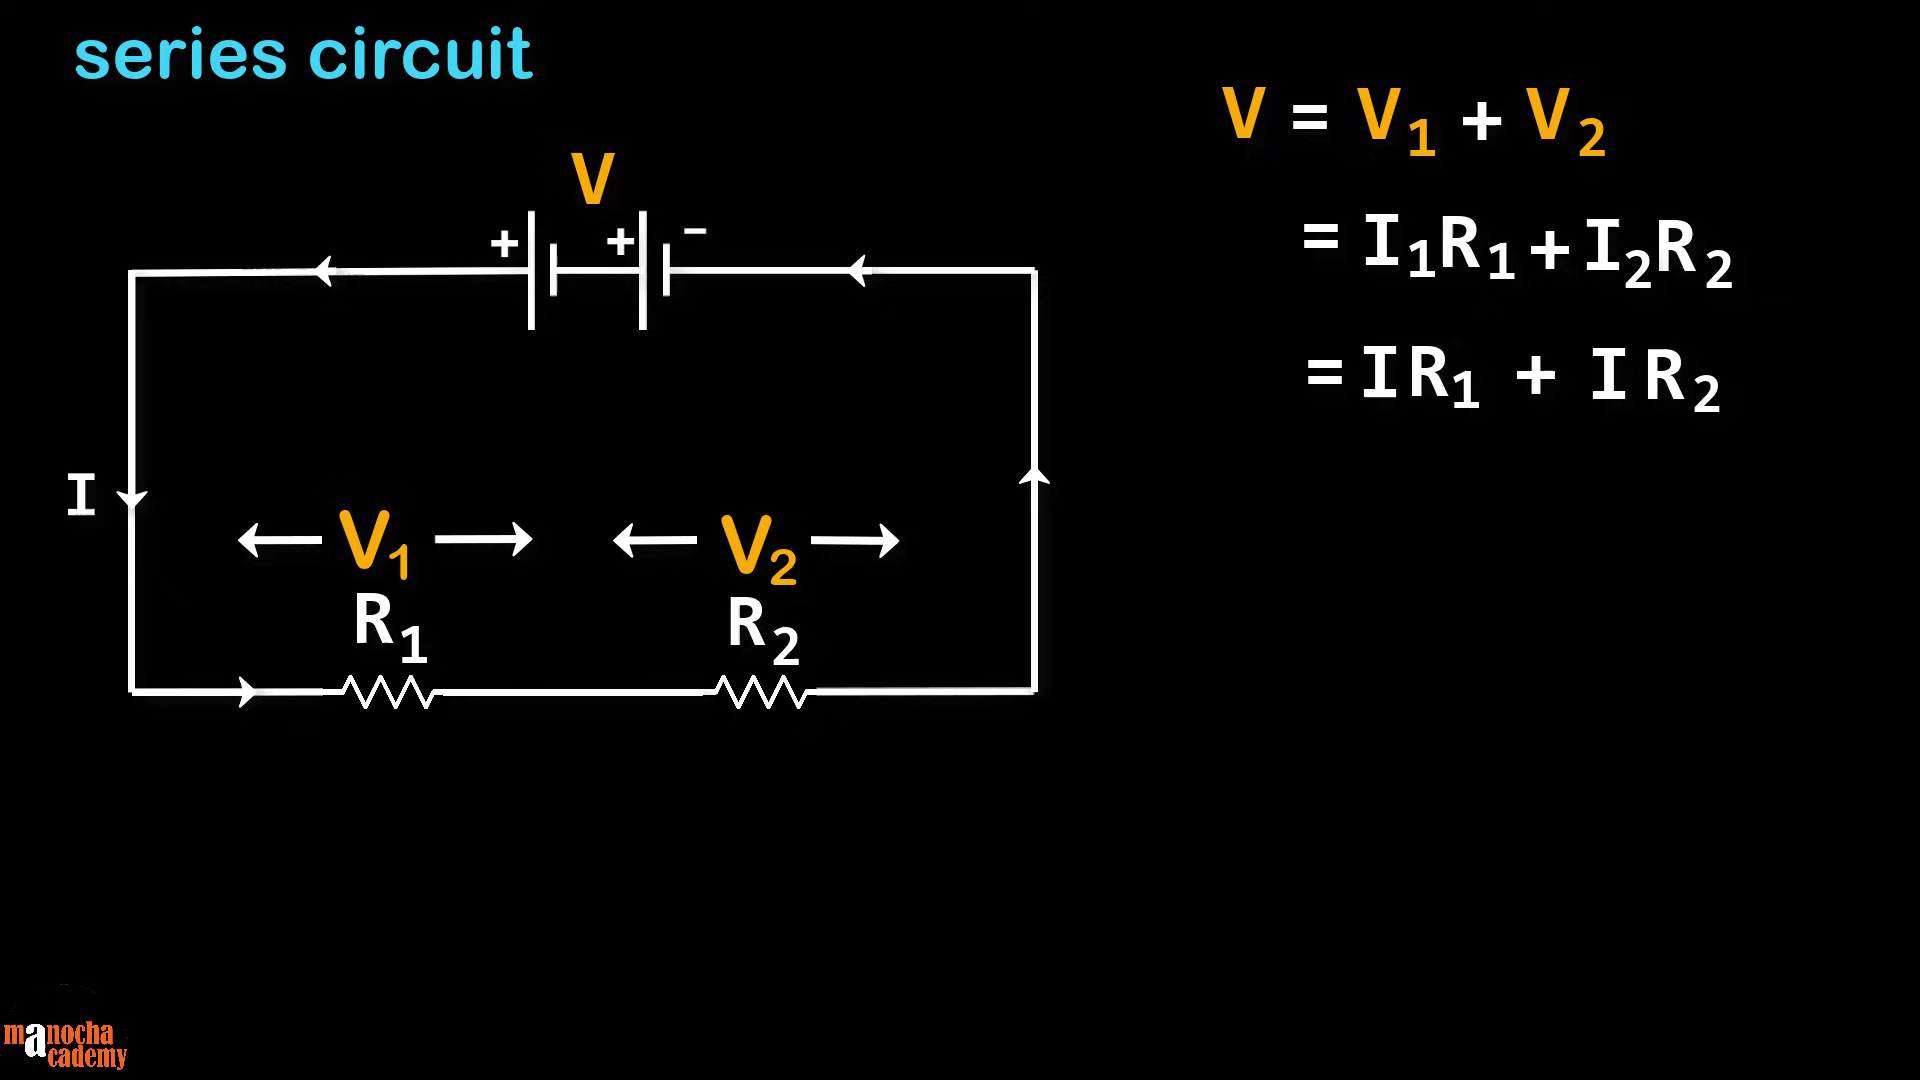 series circuit
V = V₁ + V₂
= I₁R₁ + I₂R₂
= IR₁ + IR₂
V
+ + −
I
V₁ V₂
R₁ R₂
manocha
academy